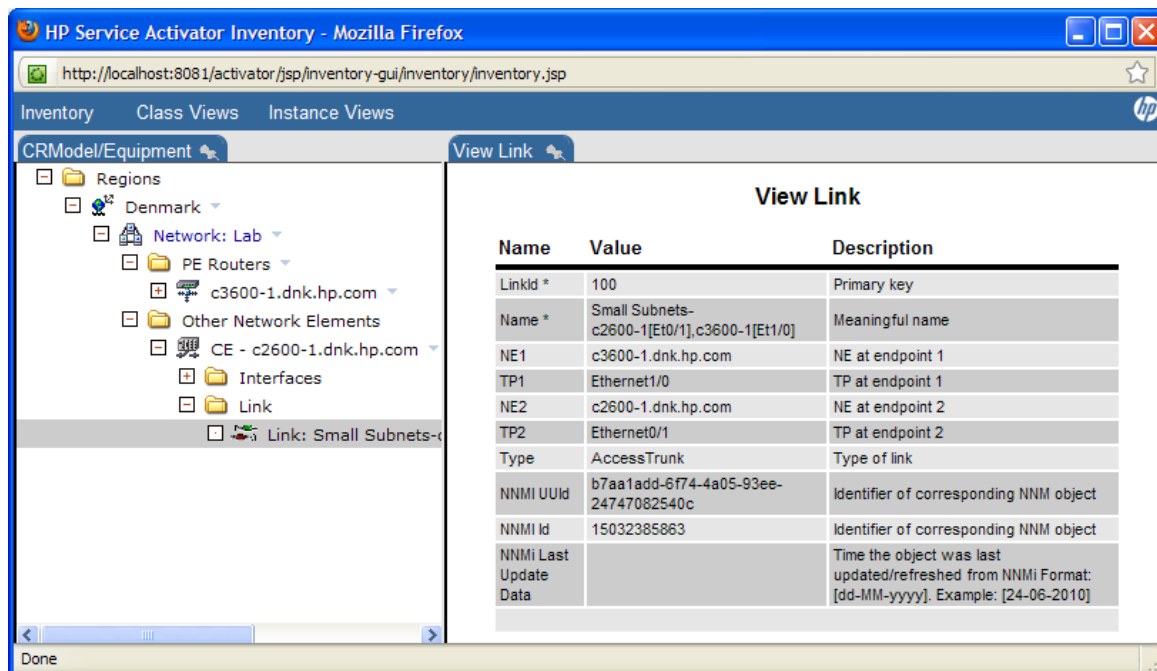 HP Service Activator Inventory - Mozilla Firefox
http://localhost:8081/activator/jsp/inventory-gui/inventory/inventory.jsp
Inventory Class Views Instance Views
hp
CRModel/Equipment
Regions
Denmark
Network: Lab
PE Routers
c3600-1.dnk.hp.com
Other Network Elements
CE - c2600-1.dnk.hp.com
Interfaces
Link
Link: Small Subnets-c
View Link
View Link
Name Value Description
LinkId * 100 Primary key
Name * Small Subnets-
c2600-1[Et0/1],c3600-1[Et1/0] Meaningful name
NE1 c3600-1.dnk.hp.com NE at endpoint 1
TP1 Ethernet1/0 TP at endpoint 1
NE2 c2600-1.dnk.hp.com NE at endpoint 2
TP2 Ethernet0/1 TP at endpoint 2
Type AccessTrunk Type of link
NNMI UUId b7aa1add-6f74-4a05-93ee-
24747082540c Identifier of corresponding NNM object
NNMI Id 15032385863 Identifier of corresponding NNM object
NNMi Last Time the object was last
Update updated/refreshed from NNMi Format:
Data [dd-MM-yyyy]. Example: [24-06-2010]
Done